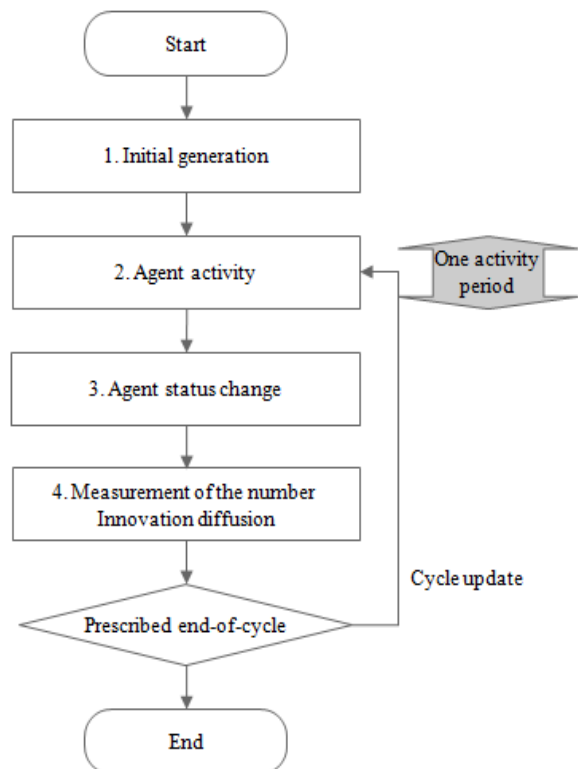 Start
1. Initial generation
2. Agent activity
One activity
period
3. Agent status change
4. Measurement of the number
Innovation diffusion
Cycle update
Prescribed end-of-cycle
End